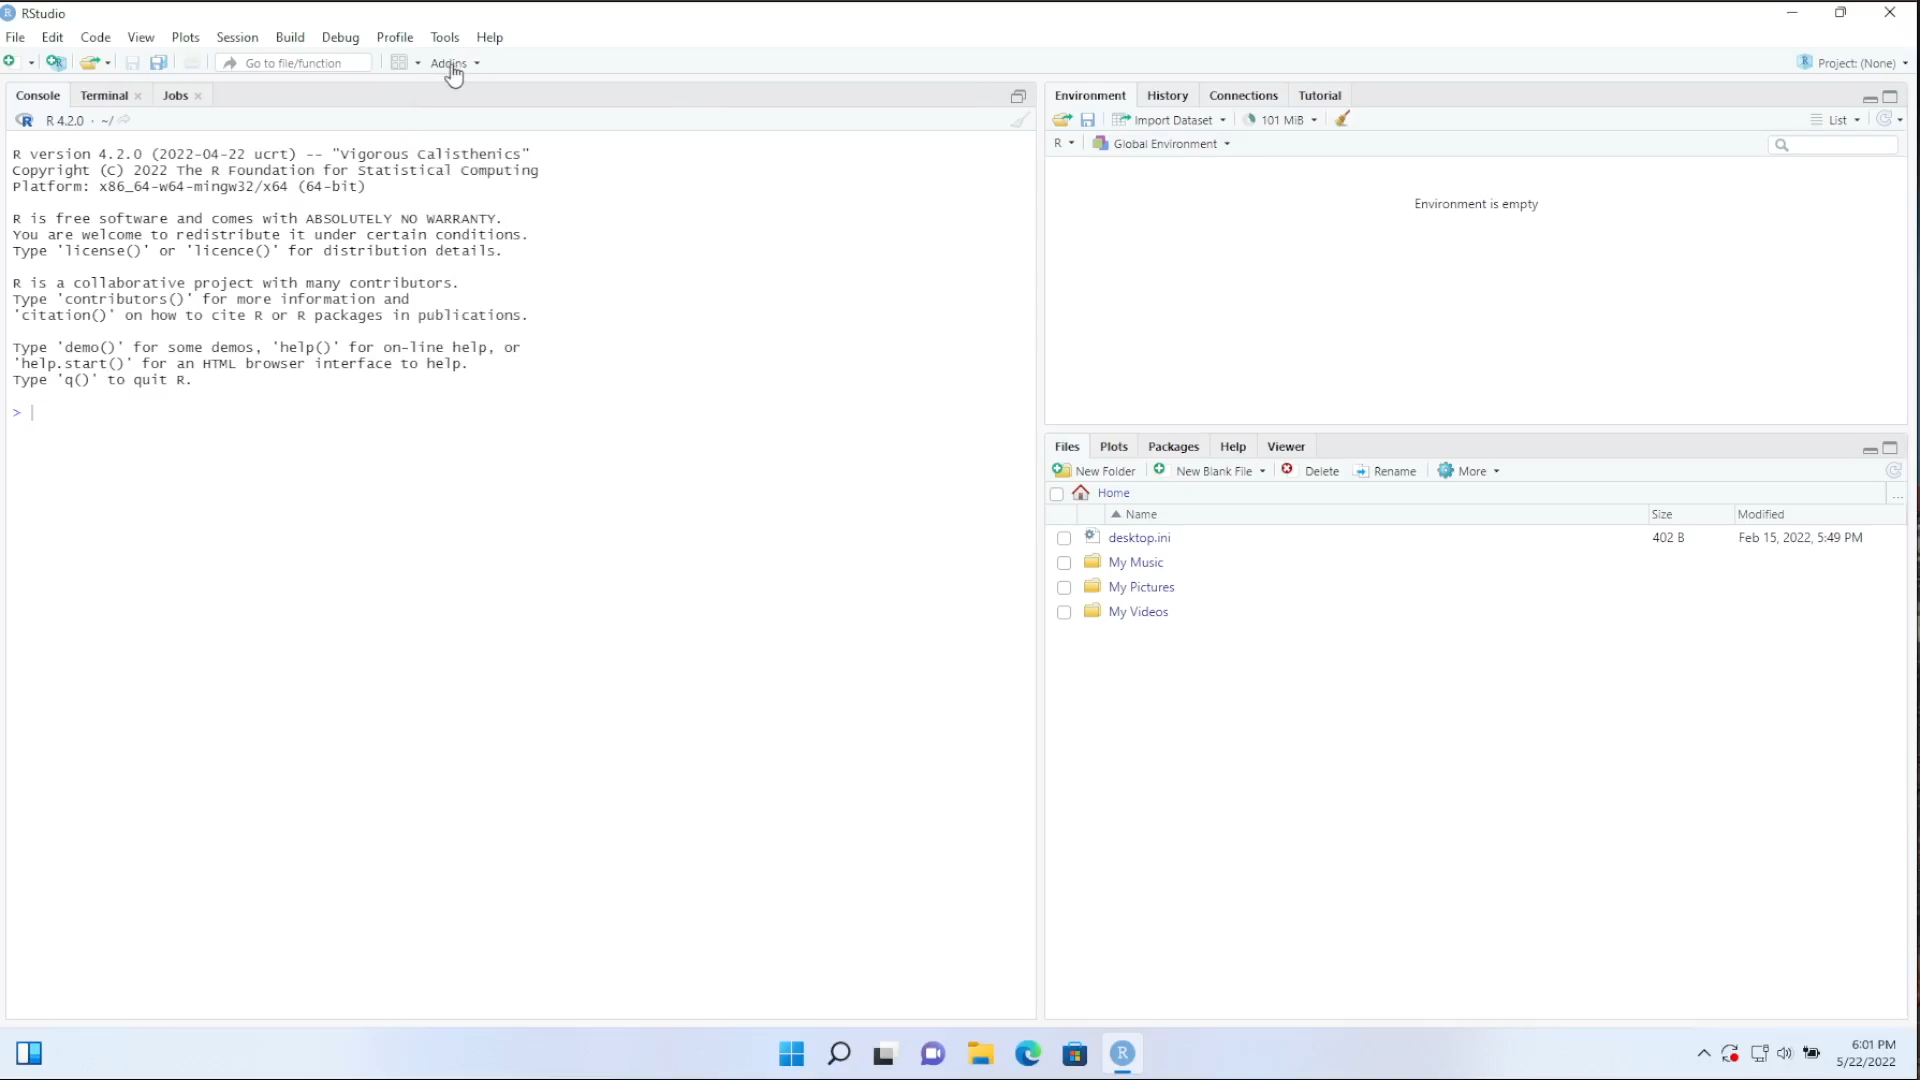 RStudio
File Edit Code View Plots Session Build Debug Profile Tools Help
Go to file/function Addins Project: (None)
Console Terminal Jobs
R 4.2.0 · ~/
R version 4.2.0 (2022-04-22 ucrt) -- "Vigorous Calisthenics"
Copyright (C) 2022 The R Foundation for Statistical Computing
Platform: x86_64-w64-mingw32/x64 (64-bit)
R is free software and comes with ABSOLUTELY NO WARRANTY.
You are welcome to redistribute it under certain conditions.
Type 'license()' or 'licence()' for distribution details.
R is a collaborative project with many contributors.
Type 'contributors()' for more information and
'citation()' on how to cite R or R packages in publications.
Type 'demo()' for some demos, 'help()' for on-line help, or
'help.start()' for an HTML browser interface to help.
Type 'q()' to quit R.
>
Environment History Connections Tutorial
Import Dataset 101 MiB List
R Global Environment
Environment is empty
Files Plots Packages Help Viewer
New Folder New Blank File Delete Rename More
Home ...
Name Size Modified
desktop.ini 402 B Feb 15, 2022, 5:49 PM
My Music
My Pictures
My Videos
6:01 PM
5/22/2022